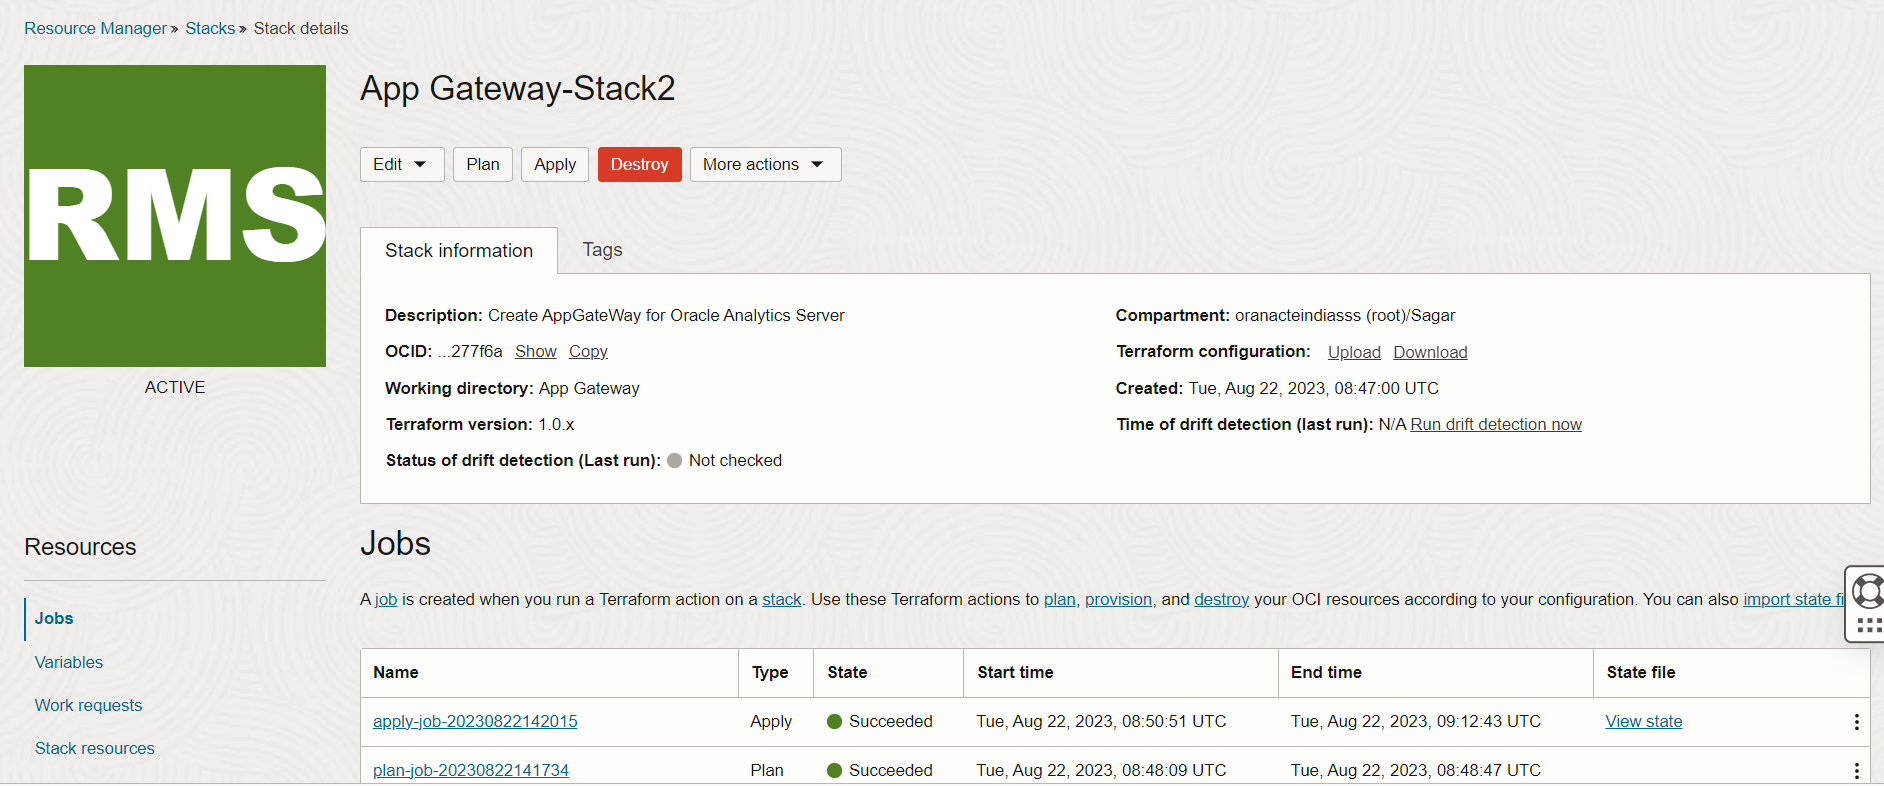 Resource Manager » Stacks » Stack details
RMS
ACTIVE
App Gateway-Stack2
Edit Plan Apply Destroy More actions
Stack information Tags
Description: Create AppGateWay for Oracle Analytics Server
OCID: ...277f6a Show Copy
Working directory: App Gateway
Terraform version: 1.0.x
Status of drift detection (Last run): Not checked
Compartment: oranacteindiasss (root)/Sagar
Terraform configuration: Upload Download
Created: Tue, Aug 22, 2023, 08:47:00 UTC
Time of drift detection (last run): N/A Run drift detection now
Resources
Jobs
Variables
Work requests
Stack resources
Jobs
A job is created when you run a Terraform action on a stack. Use these Terraform actions to plan, provision, and destroy your OCI resources according to your configuration. You can also import state fi
Name Type State Start time End time State file
apply-job-20230822142015 Apply Succeeded Tue, Aug 22, 2023, 08:50:51 UTC Tue, Aug 22, 2023, 09:12:43 UTC View state
plan-job-20230822141734 Plan Succeeded Tue, Aug 22, 2023, 08:48:09 UTC Tue, Aug 22, 2023, 08:48:47 UTC